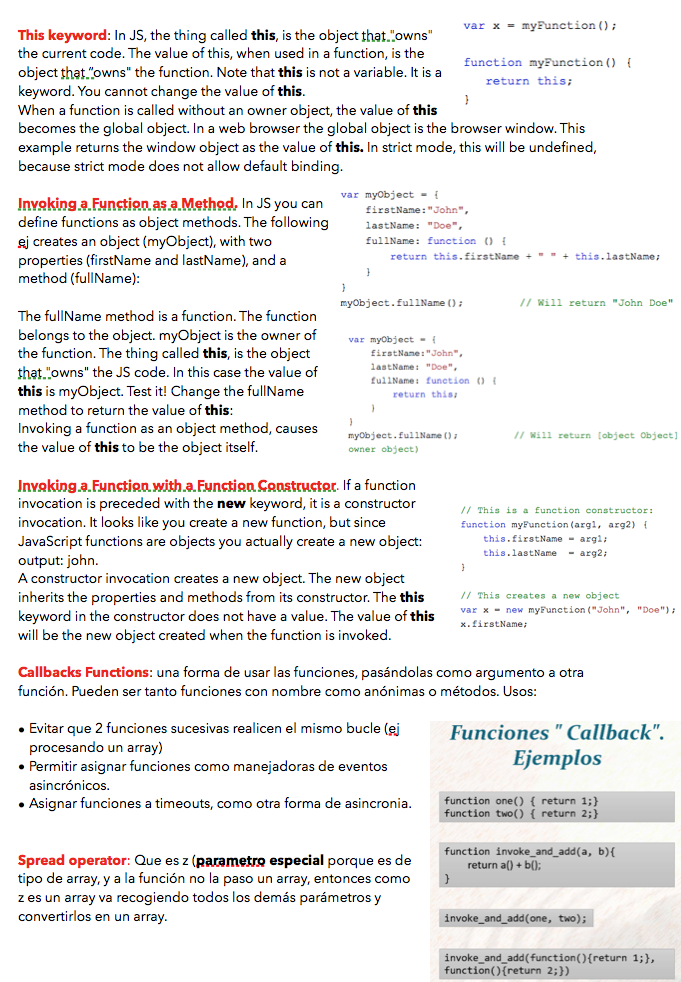 This keyword: In JS, the thing called this, is the object that "owns"
the current code. The value of this, when used in a function, is the
object that "owns" the function. Note that this is not a variable. It is a
keyword. You cannot change the value of this.
When a function is called without an owner object, the value of this
becomes the global object. In a web browser the global object is the browser window. This
example returns the window object as the value of this. In strict mode, this will be undefined,
because strict mode does not allow default binding.
var x = myFunction();
function myFunction() {
return this;
}
Invoking a Function as a Method. In JS you can
define functions as object methods. The following
ej creates an object (myObject), with two
properties (firstName and lastName), and a
method (fullName):
var myObject = {
firstName:"John",
lastName: "Doe",
fullName: function () {
return this.firstName + " " + this.lastName;
}
}
myObject.fullName(); // Will return "John Doe"
The fullName method is a function. The function
belongs to the object. myObject is the owner of
the function. The thing called this, is the object
that "owns" the JS code. In this case the value of
this is myObject. Test it! Change the fullName
method to return the value of this:
Invoking a function as an object method, causes
the value of this to be the object itself.
var myObject = {
firstName:"John",
lastName: "Doe",
fullName: function () {
return this;
}
}
myObject.fullName(); // Will return [object Object]
owner object)
Invoking a Function with a Function Constructor. If a function
invocation is preceded with the new keyword, it is a constructor
invocation. It looks like you create a new function, but since
JavaScript functions are objects you actually create a new object:
output: john.
A constructor invocation creates a new object. The new object
inherits the properties and methods from its constructor. The this
keyword in the constructor does not have a value. The value of this
will be the new object created when the function is invoked.
// This is a function constructor:
function myFunction(arg1, arg2) {
this.firstName = arg1;
this.lastName = arg2;
}
// This creates a new object
var x = new myFunction("John", "Doe");
x.firstName;
Callbacks Functions: una forma de usar las funciones, pasándolas como argumento a otra
función. Pueden ser tanto funciones con nombre como anónimas o métodos. Usos:
• Evitar que 2 funciones sucesivas realicen el mismo bucle (ej
procesando un array)
• Permitir asignar funciones como manejadoras de eventos
asincrónicos.
• Asignar funciones a timeouts, como otra forma de asincronia.
Spread operator: Que es z (parametro especial porque es de
tipo de array, y a la función no la paso un array, entonces como
z es un array va recogiendo todos los demás parámetros y
convertirlos en un array.
Funciones " Callback".
Ejemplos
function one() { return 1;}
function two() { return 2;}
function invoke_and_add(a, b){
return a() + b();
}
invoke_and_add(one, two);
invoke_and_add(function(){return 1;},
function(){return 2;})